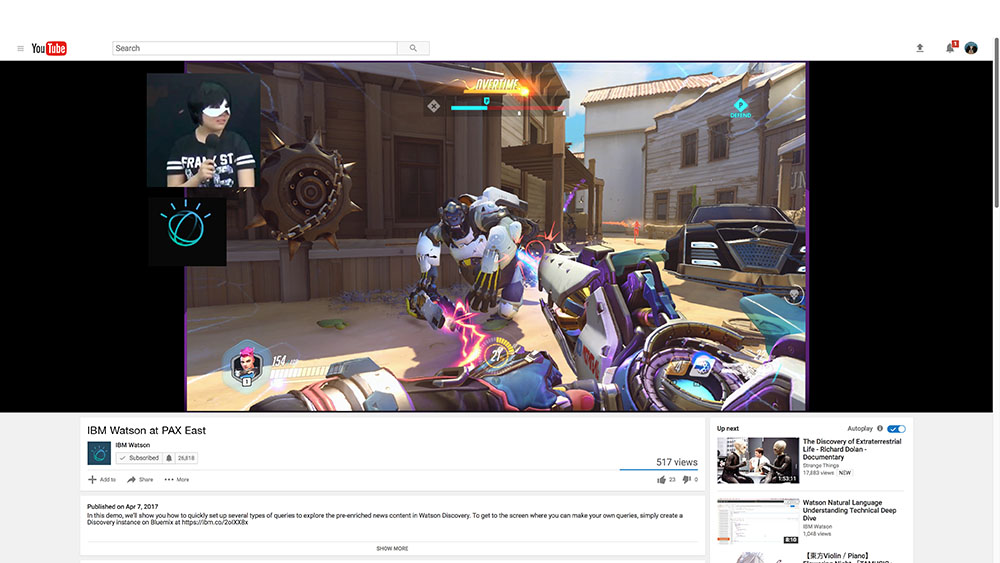 YouTube
Search
1
OVERTIME
P
P
DEFEND
FRANK ST
154
21
1
IBM Watson at PAX East
IBM Watson
Subscribed
26,818
517 views
Add to
Share
More
23
0
Published on Apr 7, 2017
In this demo, we'll show you how to quickly set up several types of queries to explore the pre-enriched news content in Watson Discovery. To get to the screen where you can make your own queries, simply create a
Discovery instance on Bluemix at https://ibm.co/2oIXX8x
SHOW MORE
Up next
Autoplay
The Discovery of Extraterrestrial
Life - Richard Dolan -
Documentary
Strange Things
17,883 views NEW
1:53:11
Watson Natural Language
Understanding Technical Deep
Dive
IBM Watson
1,048 views
8:10
【東方Violin / Piano】